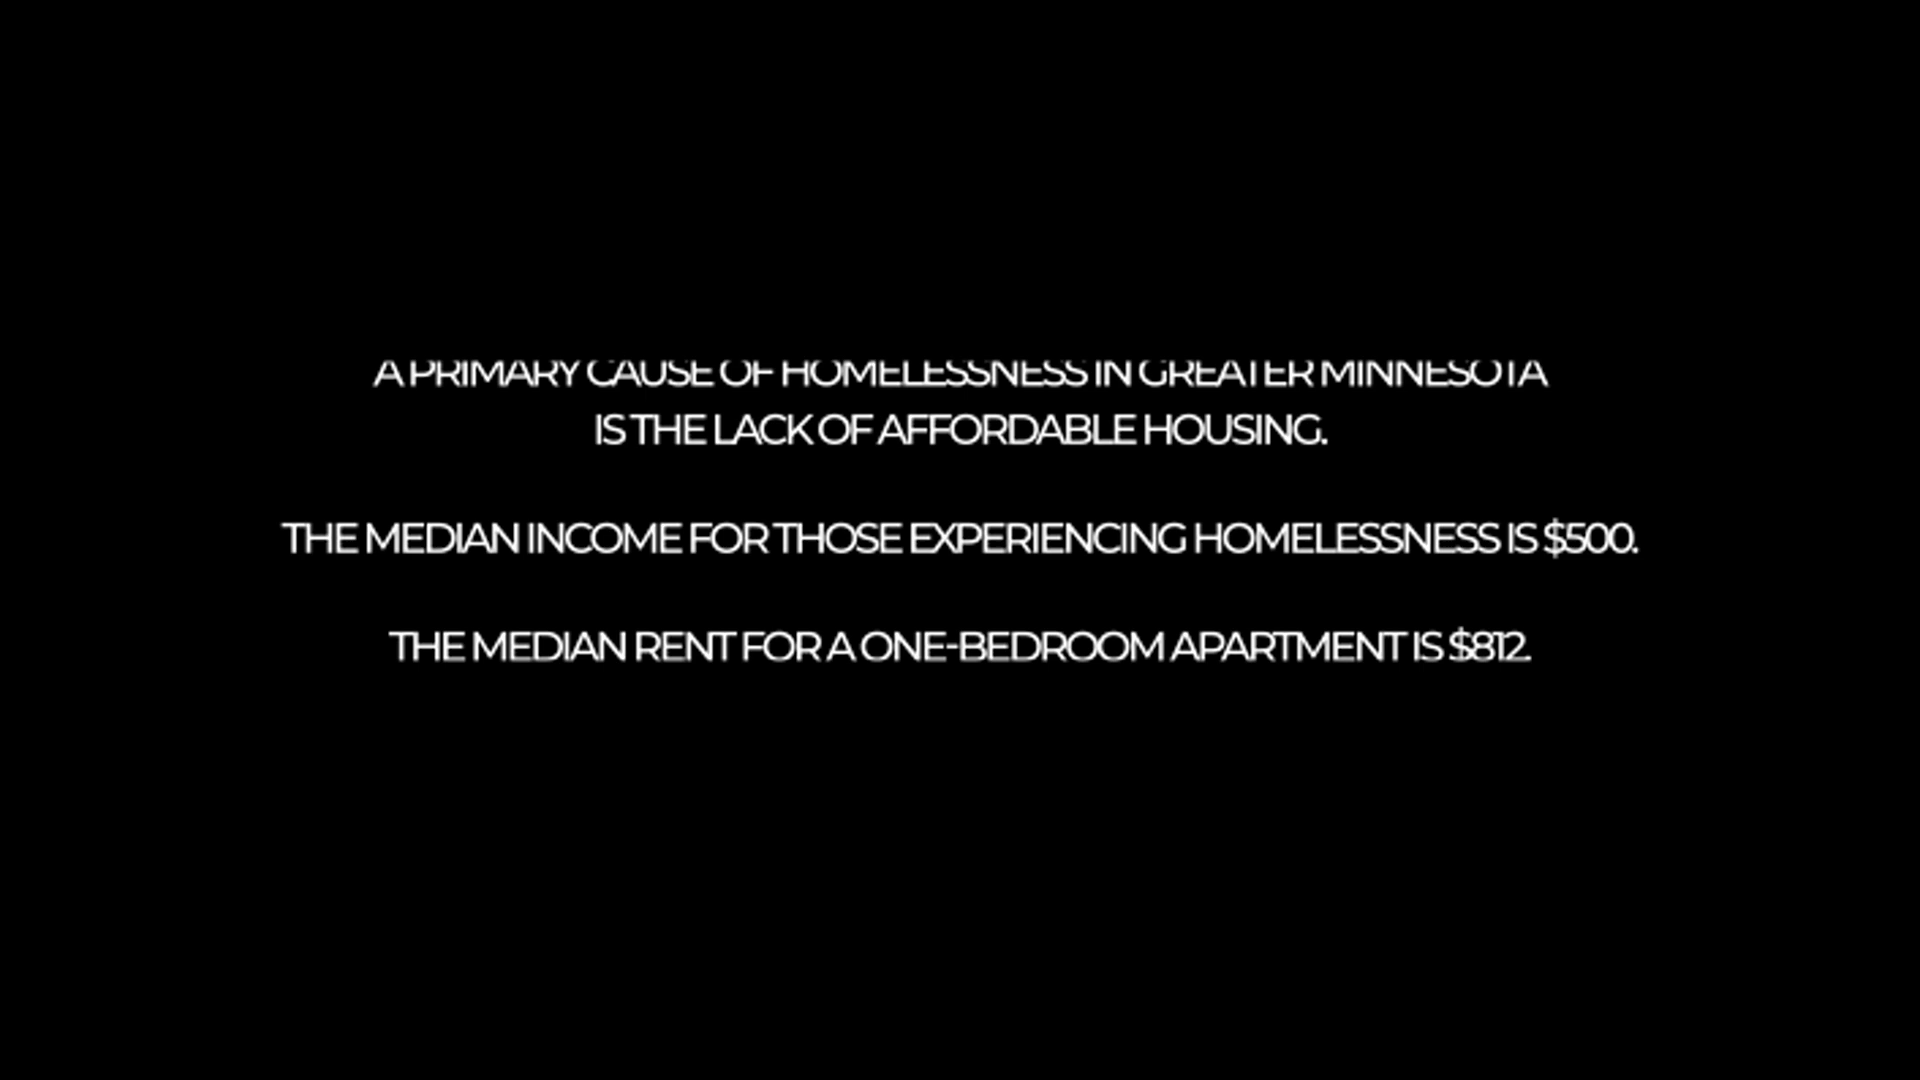 A PRIMARY CAUSE OF HOMELESSNESS IN GREATER MINNESOTA
IS THE LACK OF AFFORDABLE HOUSING.
THE MEDIAN INCOME FOR THOSE EXPERIENCING HOMELESSNESS IS $500.
THE MEDIAN RENT FOR A ONE-BEDROOM APARTMENT IS $812.